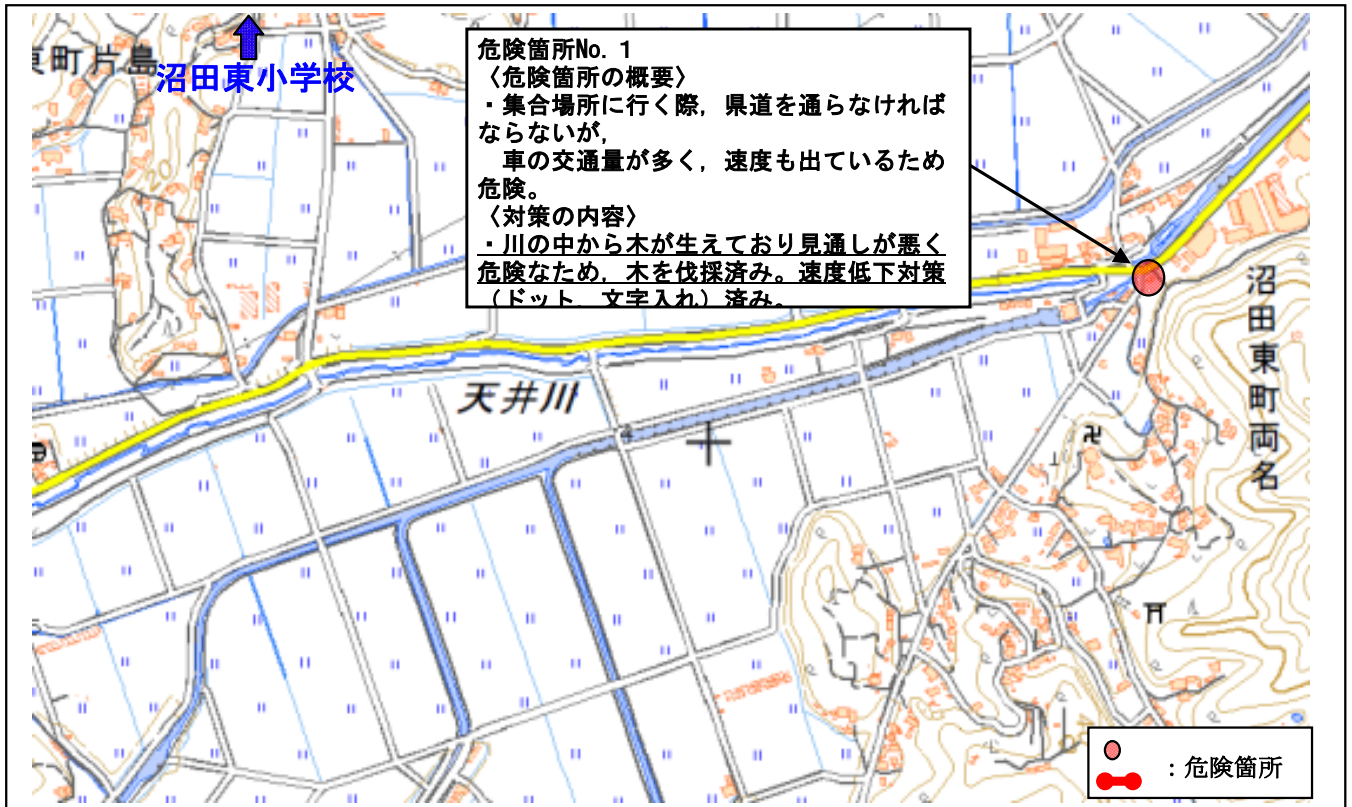 東町片島
沼田東小学校
危険箇所No. 1
〈危険箇所の概要〉
・集合場所に行く際，県道を通らなければ
ならないが，
　車の交通量が多く，速度も出ているため
危険。
〈対策の内容〉
・川の中から木が生えており見通しが悪く
危険なため，木を伐採済み。速度低下対策
（ドット，文字入れ）済み。
20
天井川
沼田東町両名
：危険箇所